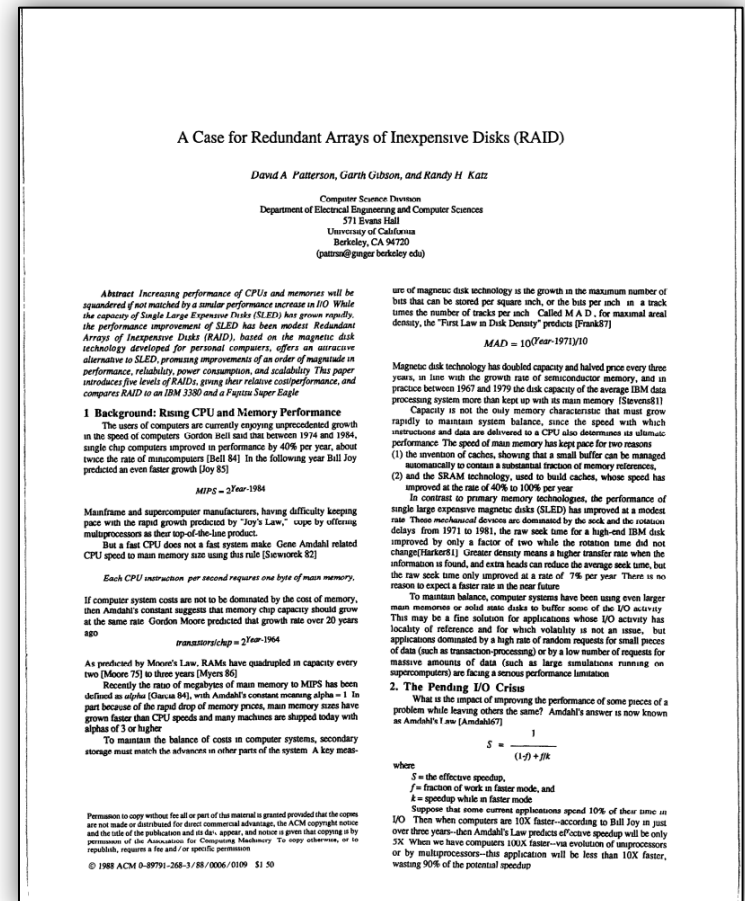 A Case for Redundant Arrays of Inexpensive Disks (RAID)
David A Patterson, Garth Gibson, and Randy H Katz
Computer Science Division
Department of Electrical Engineering and Computer Sciences
571 Evans Hall
University of California
Berkeley, CA 94720
(pattrsn@ginger berkeley edu)
Abstract Increasing performance of CPUs and memories will be
squandered if not matched by a similar performance increase in I/O While
the capacity of Single Large Expensive Disks (SLED) has grown rapidly,
the performance improvement of SLED has been modest Redundant
Arrays of Inexpensive Disks (RAID), based on the magnetic disk
technology developed for personal computers, offers an attractive
alternative to SLED, promising improvements of an order of magnitude in
performance, reliability, power consumption, and scalability This paper
introduces five levels of RAIDs, giving their relative cost/performance, and
compares RAID to an IBM 3380 and a Fujitsu Super Eagle
1 Background: Rising CPU and Memory Performance
The users of computers are currently enjoying unprecedented growth
in the speed of computers Gordon Bell said that between 1974 and 1984,
single chip computers improved in performance by 40% per year, about
twice the rate of minicomputers [Bell 84] In the following year Bill Joy
predicted an even faster growth [Joy 85]
MIPS = 2^Year-1984
Mainframe and supercomputer manufacturers, having difficulty keeping
pace with the rapid growth predicted by "Joy's Law," cope by offering
multiprocessors as their top-of-the-line product.
But a fast CPU does not a fast system make Gene Amdahl related
CPU speed to main memory size using this rule [Siewiorek 82]
Each CPU instruction per second requires one byte of main memory,
If computer system costs are not to be dominated by the cost of memory,
then Amdahl's constant suggests that memory chip capacity should grow
at the same rate Gordon Moore predicted that growth rate over 20 years
ago
transistors/chip = 2^Year-1964
As predicted by Moore's Law, RAMs have quadrupled in capacity every
two [Moore 75] to three years [Myers 86]
Recently the ratio of megabytes of main memory to MIPS has been
defined as alpha [Garcia 84], with Amdahl's constant meaning alpha = 1 In
part because of the rapid drop of memory prices, main memory sizes have
grown faster than CPU speeds and many machines are shipped today with
alphas of 3 or higher
To maintain the balance of costs in computer systems, secondary
storage must match the advances in other parts of the system A key meas-
Permission to copy without fee all or part of this material is granted provided that the copies
are not made or distributed for direct commercial advantage, the ACM copyright notice
and the title of the publication and its date appear, and notice is given that copying is by
permission of the Association for Computing Machinery To copy otherwise, or to
republish, requires a fee and / or specific permission
© 1988 ACM 0-89791-268-3/88/0006/0109 $1 50
ure of magnetic disk technology is the growth in the maximum number of
bits that can be stored per square inch, or the bits per inch in a track
times the number of tracks per inch Called M A D , for maximal areal
density, the "First Law in Disk Density" predicts [Frank87]
MAD = 10^(Year-1971)/10
Magnetic disk technology has doubled capacity and halved price every three
years, in line with the growth rate of semiconductor memory, and in
practice between 1967 and 1979 the disk capacity of the average IBM data
processing system more than kept up with its main memory [Stevens81]
Capacity is not the only memory characteristic that must grow
rapidly to maintain system balance, since the speed with which
instructions and data are delivered to a CPU also determines its ultimate
performance The speed of main memory has kept pace for two reasons
(1) the invention of caches, showing that a small buffer can be managed
automatically to contain a substantial fraction of memory references,
(2) and the SRAM technology, used to build caches, whose speed has
improved at the rate of 40% to 100% per year
In contrast to primary memory technologies, the performance of
single large expensive magnetic disks (SLED) has improved at a modest
rate These mechanical devices are dominated by the seek and the rotation
delays from 1971 to 1981, the raw seek time for a high-end IBM disk
improved by only a factor of two while the rotation time did not
change[Harker81] Greater density means a higher transfer rate when the
information is found, and extra heads can reduce the average seek time, but
the raw seek time only improved at a rate of 7% per year There is no
reason to expect a faster rate in the near future
To maintain balance, computer systems have been using even larger
main memories or solid state disks to buffer some of the I/O activity
This may be a fine solution for applications whose I/O activity has
locality of reference and for which volatility is not an issue, but
applications dominated by a high rate of random requests for small pieces
of data (such as transaction-processing) or by a low number of requests for
massive amounts of data (such as large simulations running on
supercomputers) are facing a serious performance limitation
2. The Pending I/O Crisis
What is the impact of improving the performance of some pieces of a
problem while leaving others the same? Amdahl's answer is now known
as Amdahl's Law [Amdahl67]
S = 1 / (1-f) + f/k
where
S = the effective speedup,
f = fraction of work in faster mode, and
k = speedup while in faster mode
Suppose that some current applications spend 10% of their time in
I/O Then when computers are 10X faster--according to Bill Joy in just
over three years--then Amdahl's Law predicts effective speedup will be only
5X When we have computers 100X faster--via evolution of uniprocessors
or by multiprocessors--this application will be less than 10X faster,
wasting 90% of the potential speedup